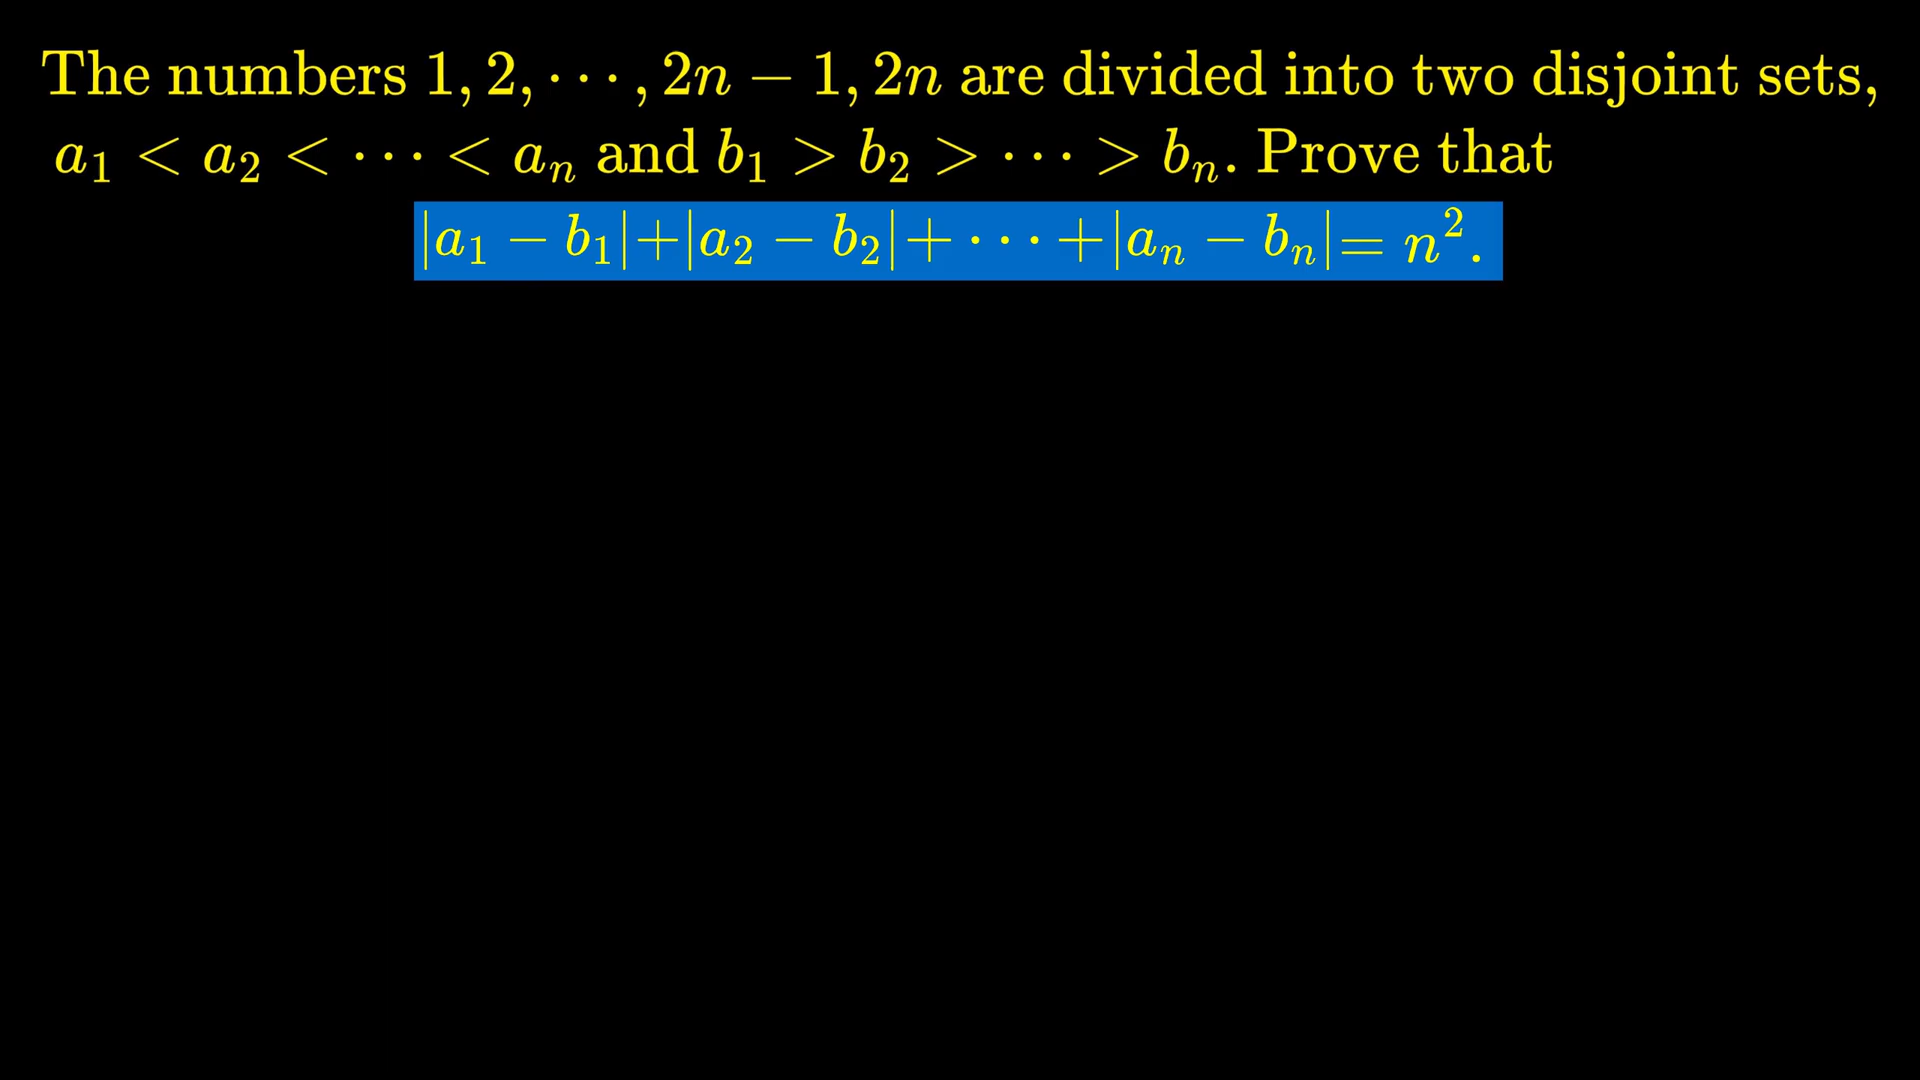 The numbers 1, 2, ⋯, 2n − 1, 2n are divided into two disjoint sets,
a₁ < a₂ < ⋯ < aₙ and b₁ > b₂ > ⋯ > bₙ. Prove that
|a₁ − b₁|+|a₂ − b₂|+ ⋯ +|aₙ − bₙ|= n².